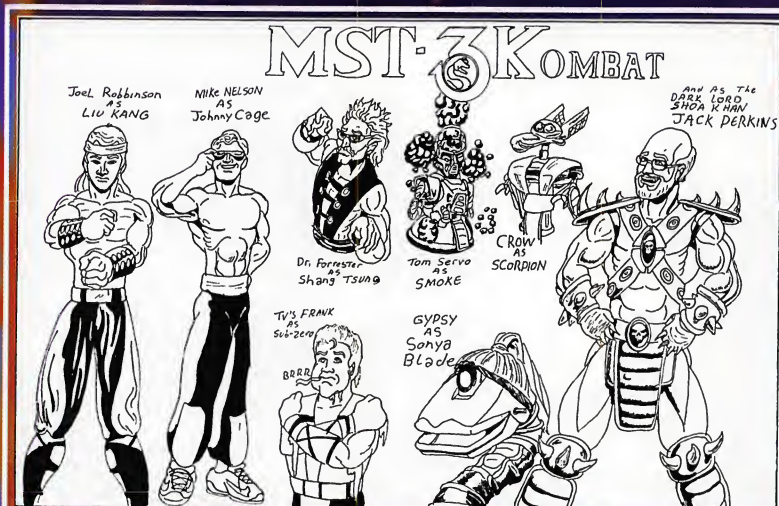 MST-3KOMBAT
JOEL Robbinson
AS
LIU KANG
MIKE NELSON
AS
Johnny Cage
Dr. Forrester
AS
Shang TSUNG
Tom Servo
AS
SMOKE
CROW
AS
SCORPION
And As The
DARK LORD
SHOA KHAN
JACK PERKINS
TV'S FRANK
AS
Sub-Zero
BRRR
GYPSY
AS
Sonya
Blade